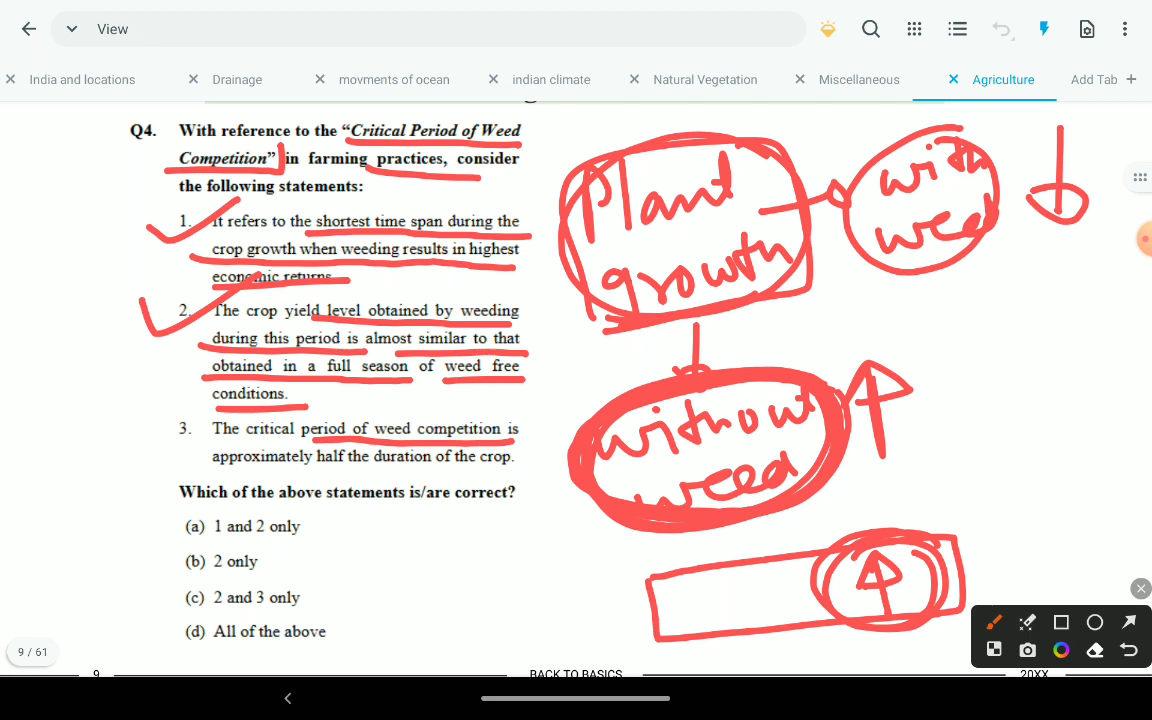 View
India and locations
Drainage
movments of ocean
indian climate
Natural Vegetation
Miscellaneous
Agriculture
Add Tab
Q4. With reference to the “Critical Period of Weed
Competition” in farming practices, consider
the following statements:
1. It refers to the shortest time span during the
crop growth when weeding results in highest
economic returns.
2. The crop yield level obtained by weeding
during this period is almost similar to that
obtained in a full season of weed free
conditions.
3. The critical period of weed competition is
approximately half the duration of the crop.
Which of the above statements is/are correct?
(a) 1 and 2 only
(b) 2 only
(c) 2 and 3 only
(d) All of the above
Plant
growth
with
weed
without
weed
9 / 61
9
BACK TO BASICS
20XX